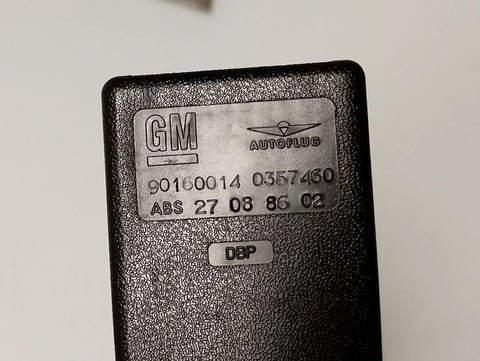 GM
AUTOFLUG
90160014 0357460
ABS 27 08 86 02
DBP